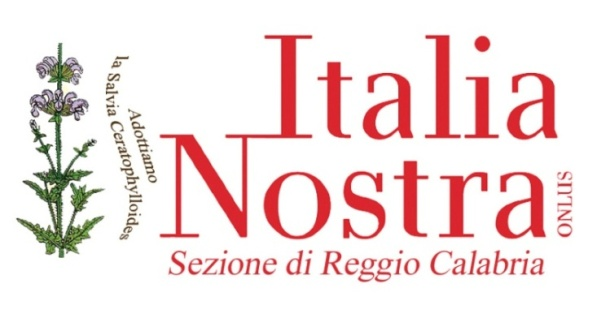 Adottiamo
la Salvia Ceratophylloides
Italia
Nostra
ONLUS
Sezione di Reggio Calabria